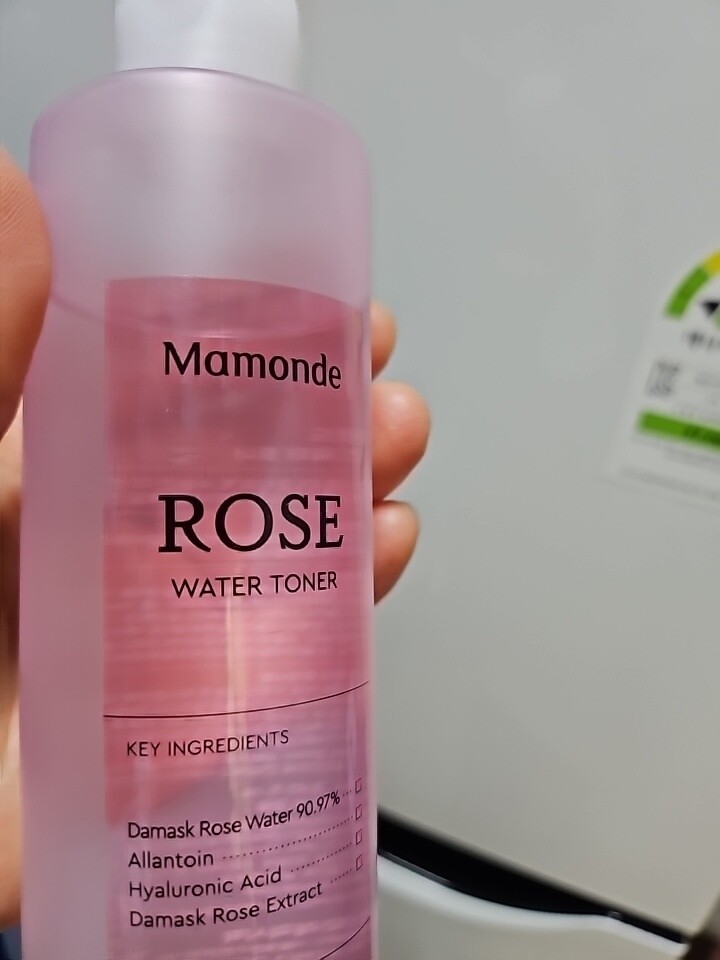 Mamonde
ROSE
WATER TONER
KEY INGREDIENTS
Damask Rose Water 90.97%
Allantoin
Hyaluronic Acid
Damask Rose Extract